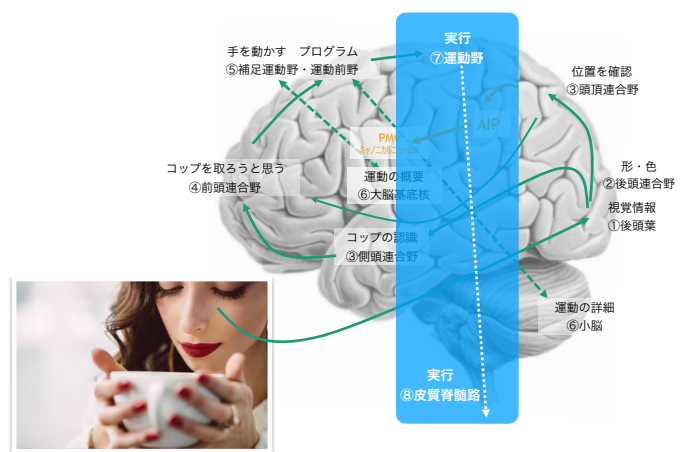 実行
⑦運動野
手を動かす プログラム
⑤補足運動野・運動前野
位置を確認
③頭頂連合野
AIP
PMv
コップを取ろうと思う
④前頭連合野
運動の概要
⑥大脳基底核
形・色
②後頭連合野
視覚情報
①後頭葉
コップの認識
③側頭連合野
運動の詳細
⑥小脳
実行
⑧皮質脊髄路